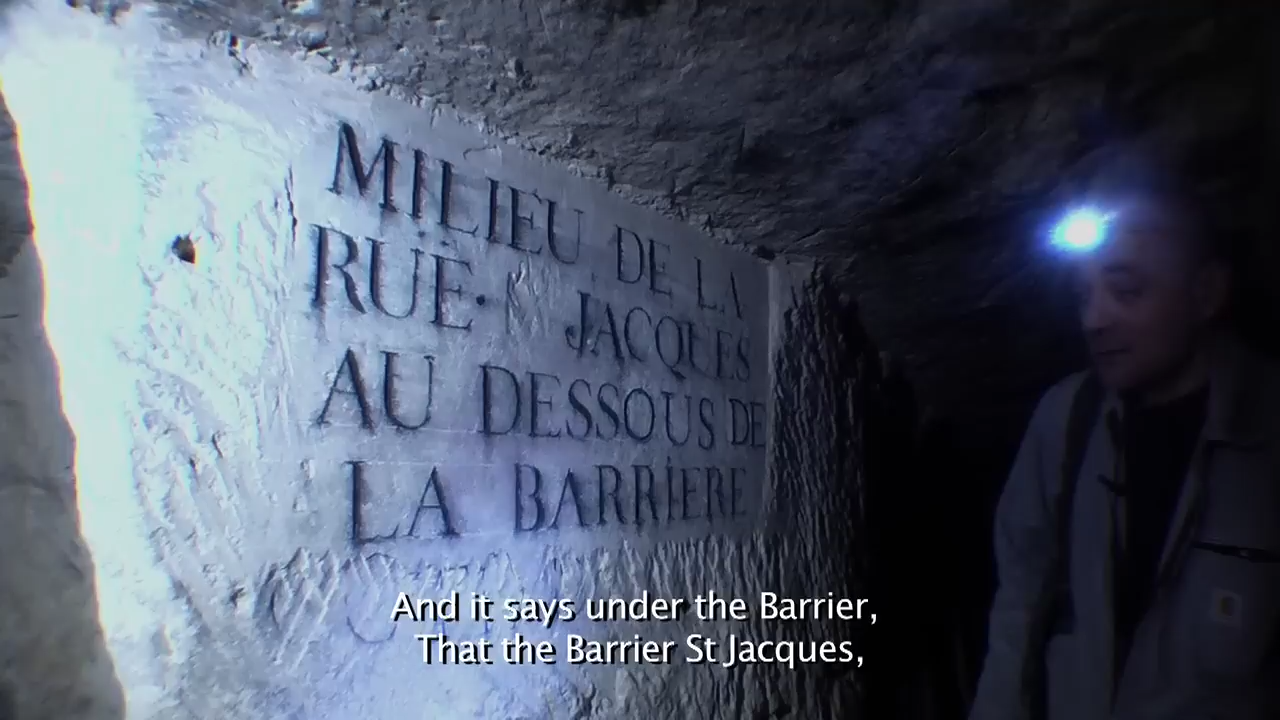 MILIEU DE LA
RUE· JACQUES
AU DESSOUS DE
LA BARRIERE
And it says under the Barrier,
That the Barrier St Jacques,